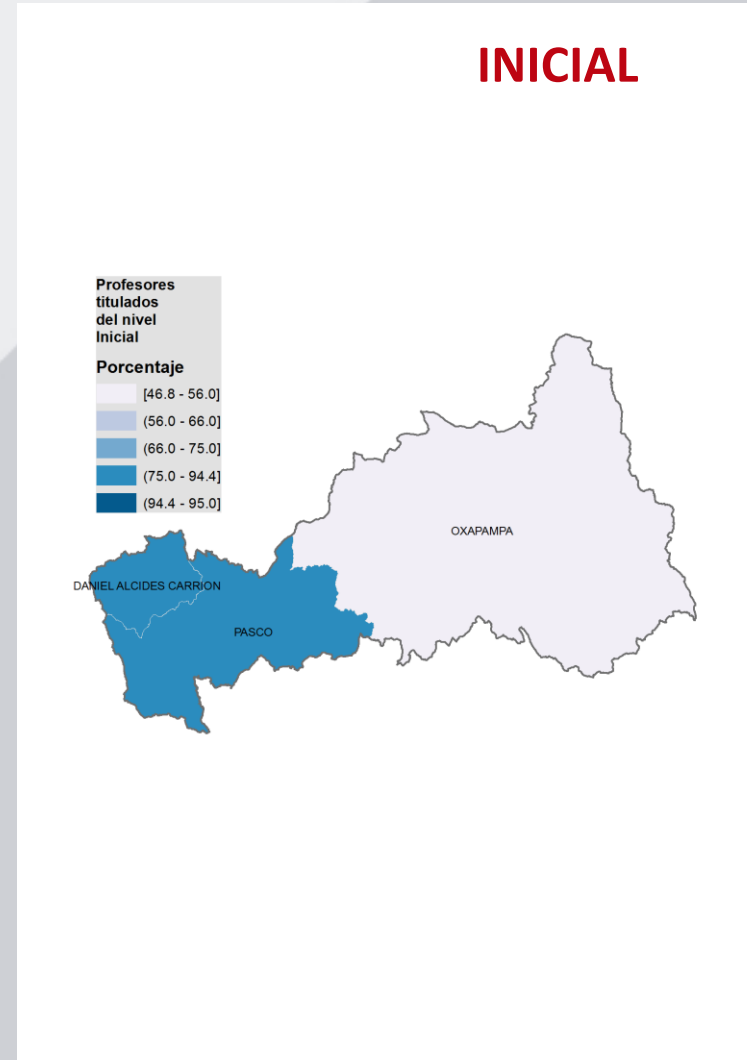 INICIAL
Profesores
titulados
del nivel
Inicial
Porcentaje
[46.8 - 56.0]
(56.0 - 66.0]
(66.0 - 75.0]
(75.0 - 94.4]
(94.4 - 95.0]
OXAPAMPA
DANIEL ALCIDES CARRION
PASCO